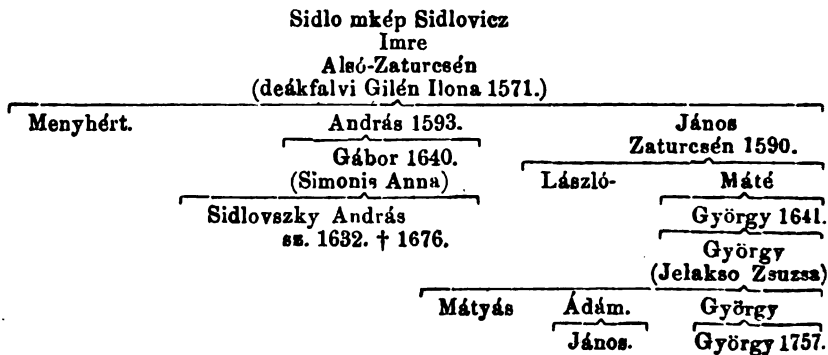 Sidlo mkép Sidlovicz
Imre
Alsó-Zaturcsén
(deákfalvi Gilén Ilona 1571.)
Menyhért. András 1593. János
Zaturcsén 1590.
Gábor 1640.
(Simonis Anna) László- Máté
Sidlovszky András György 1641.
sz. 1632. † 1676.
György
(Jelakso Zsuzsa)
Mátyás Ádám. György
János. György 1757.